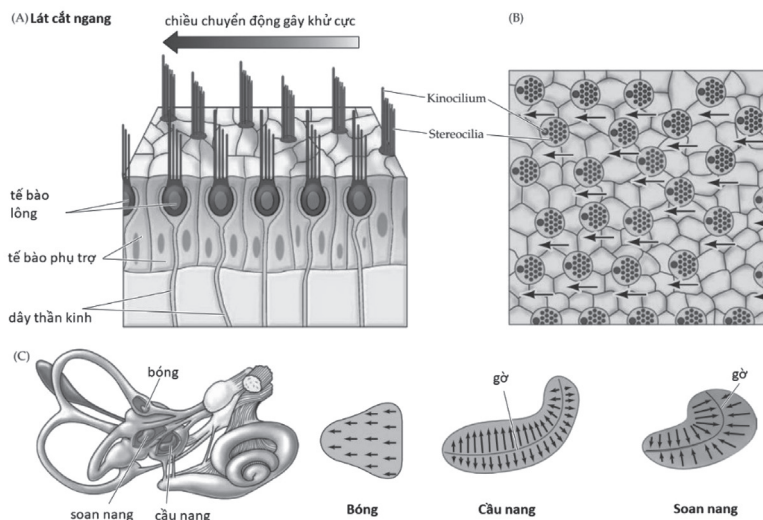 (A) Lát cắt ngang
chiều chuyển động gây khử cực
(B)
Kinocilium
Stereocilia
tế bào
lông
tế bào phụ trợ
dây thần kinh
(C)
bóng
soan nang
cầu nang
Bóng
gờ
Cầu nang
gờ
Soan nang